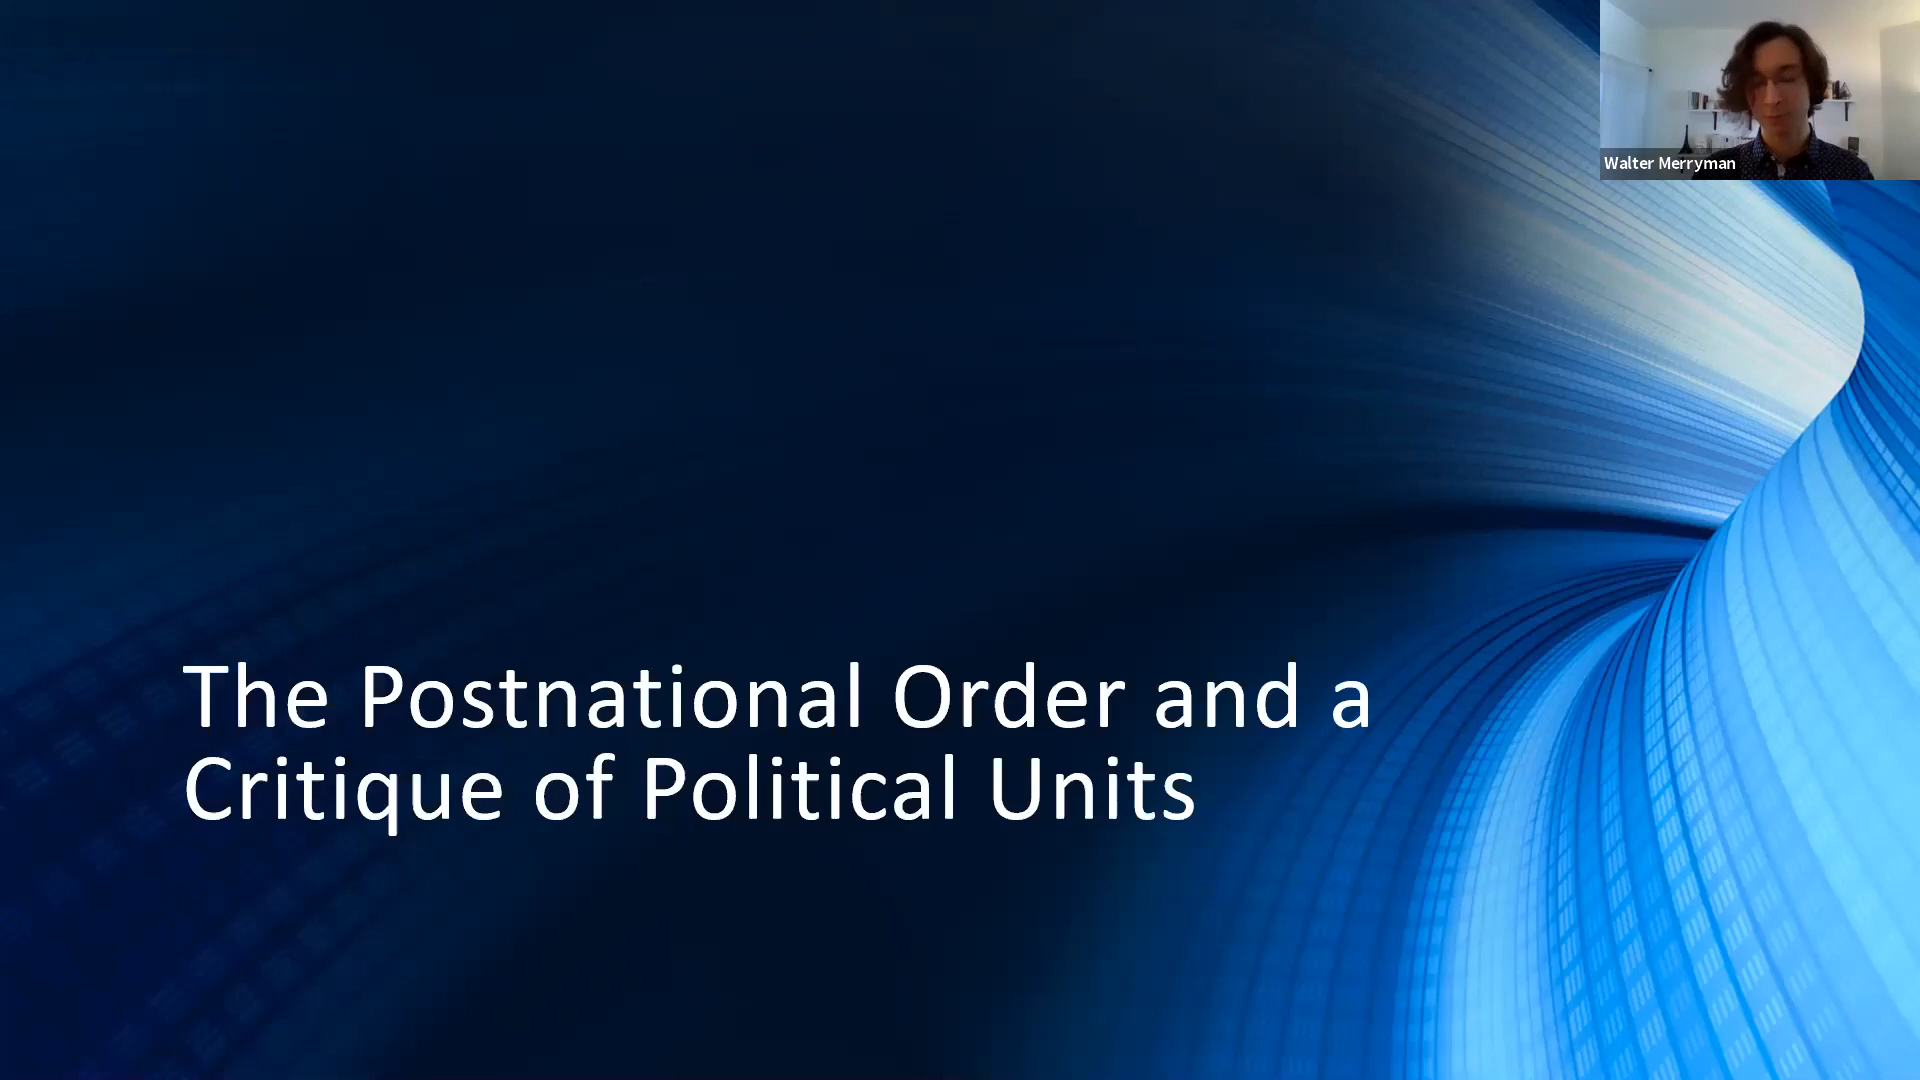 Walter Merryman
The Postnational Order and a
Critique of Political Units